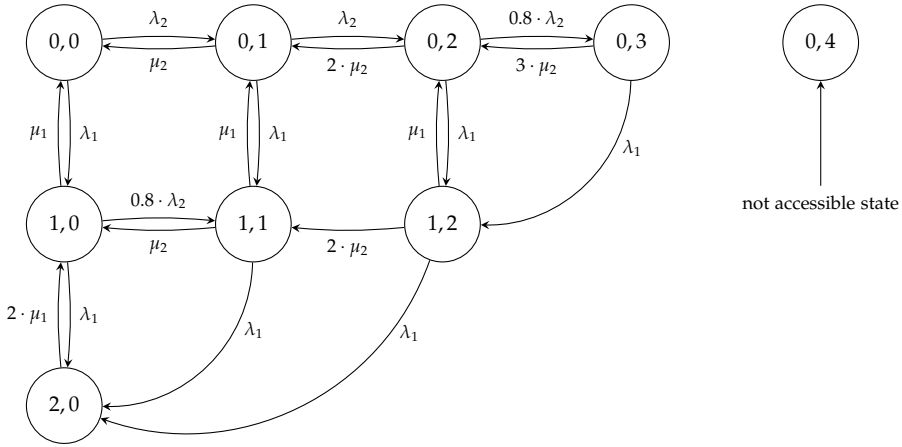 λ₂
λ₂
0.8 · λ₂
0, 0
0, 1
0, 2
0, 3
0, 4
μ₂
2 · μ₂
3 · μ₂
μ₁
λ₁
μ₁
λ₁
μ₁
λ₁
λ₁
not accessible state
0.8 · λ₂
1, 0
1, 1
1, 2
μ₂
2 · μ₂
2 · μ₁
λ₁
λ₁
λ₁
2, 0